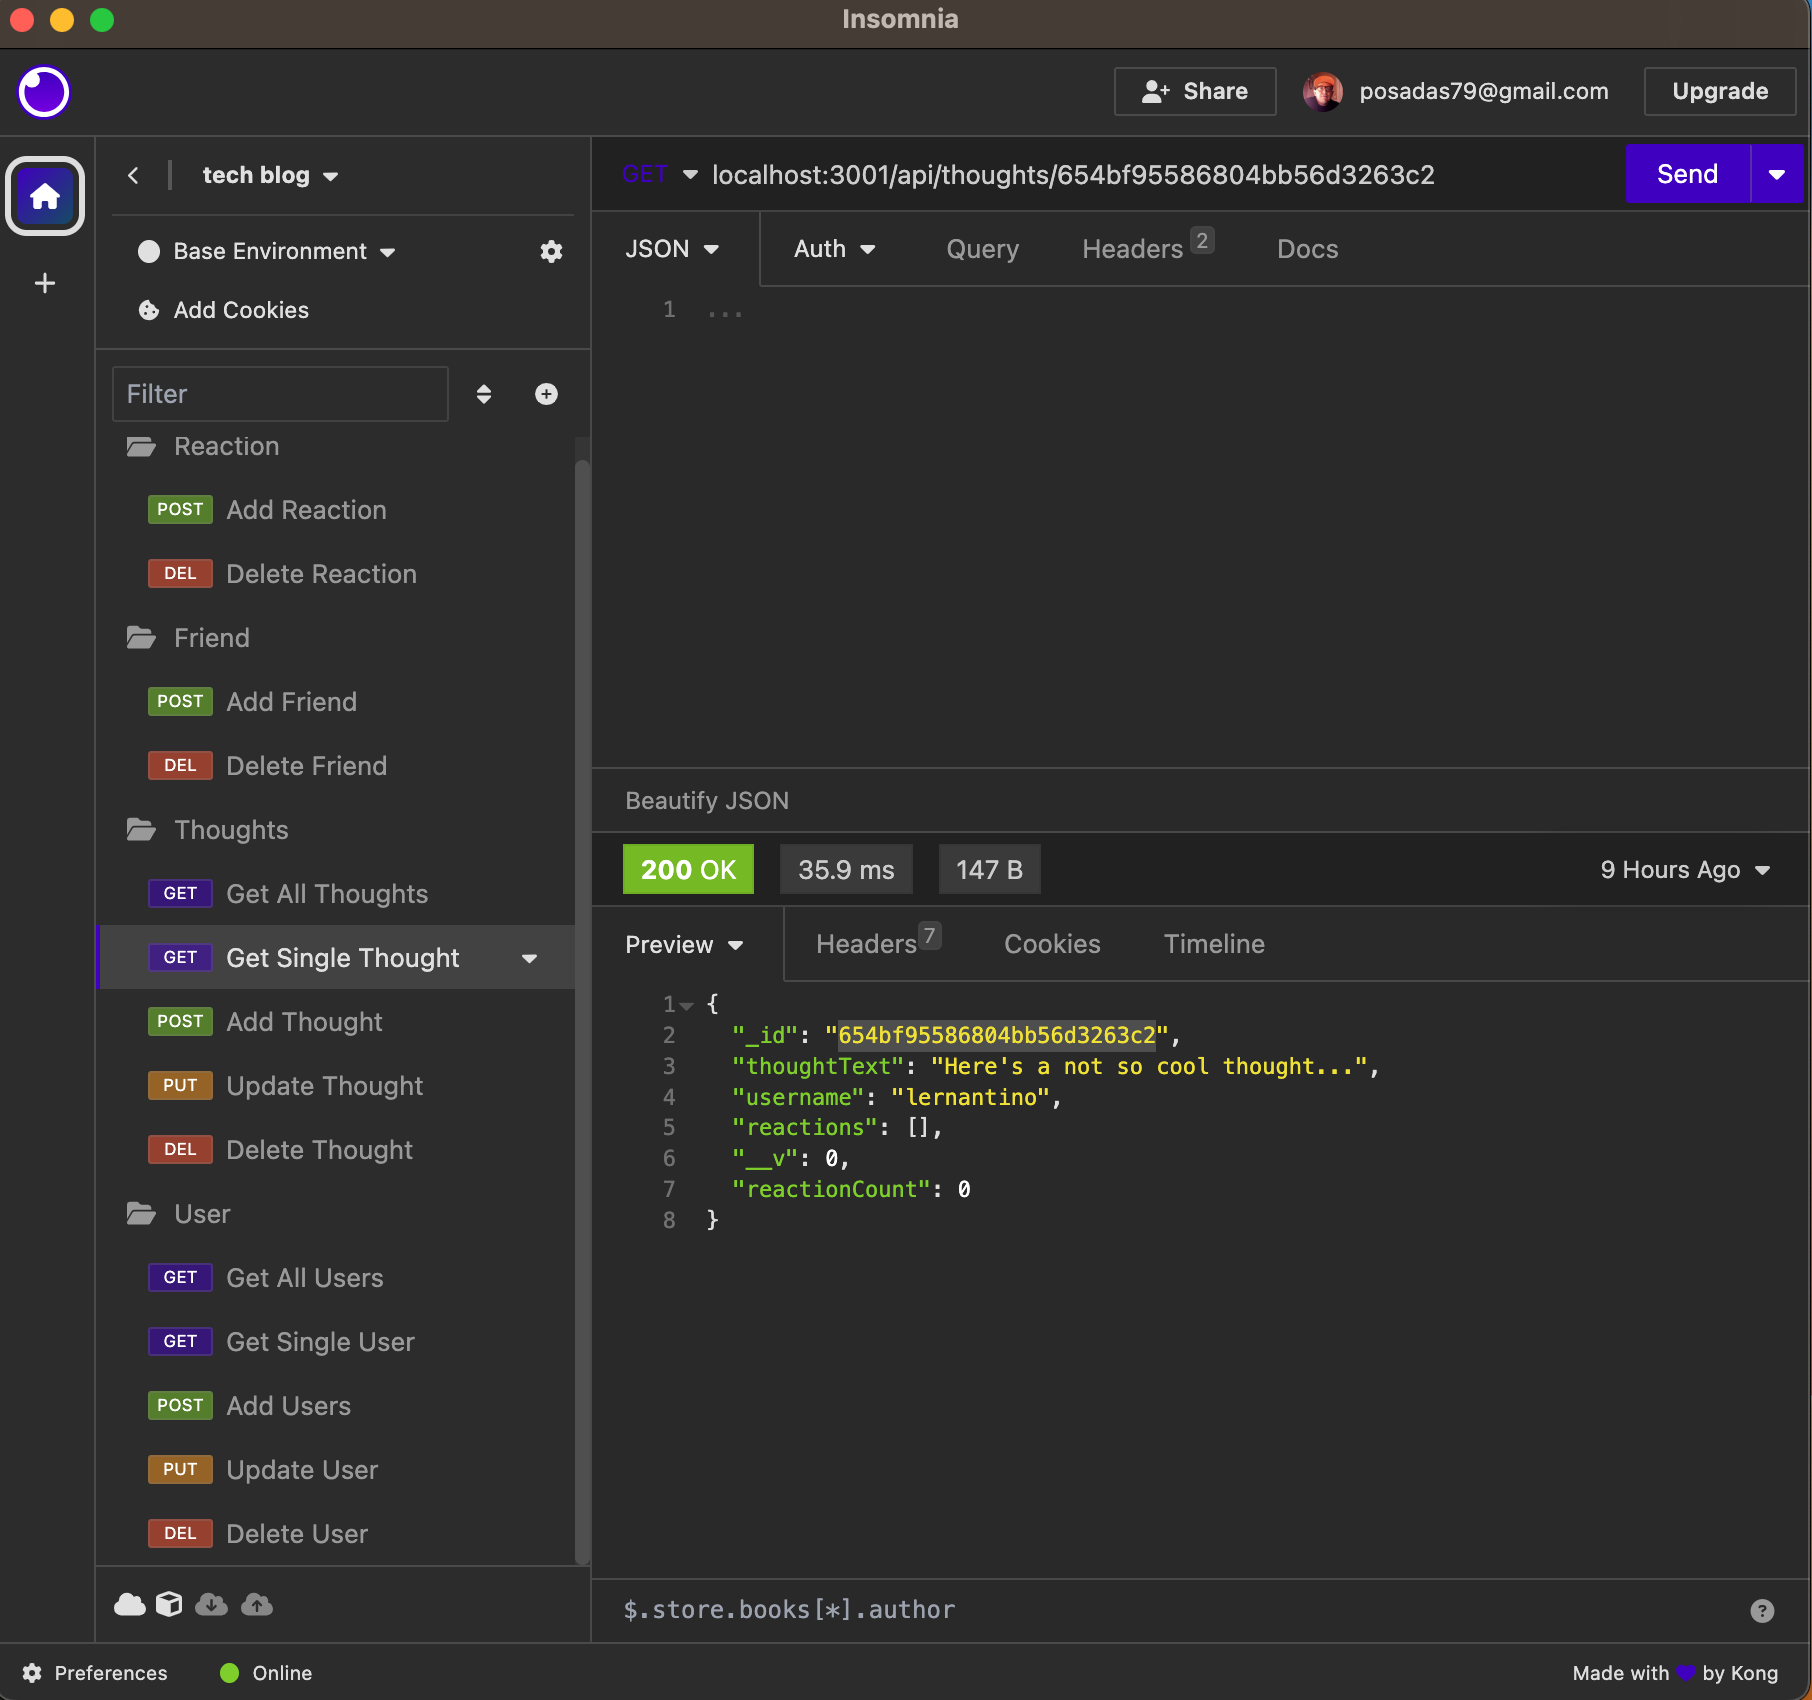 Insomnia
Share
posadas79@gmail.com
Upgrade
tech blog
GET localhost:3001/api/thoughts/654bf95586804bb56d3263c2
Send
Base Environment
JSON
Auth
Query
Headers 2
Docs
Add Cookies
1 ...
Filter
Reaction
POST Add Reaction
DEL Delete Reaction
Friend
POST Add Friend
DEL Delete Friend
Thoughts
GET Get All Thoughts
GET Get Single Thought
POST Add Thought
PUT Update Thought
DEL Delete Thought
User
GET Get All Users
GET Get Single User
POST Add Users
PUT Update User
DEL Delete User
Beautify JSON
200 OK
35.9 ms
147 B
9 Hours Ago
Preview
Headers 7
Cookies
Timeline
1 {
2 "_id": "654bf95586804bb56d3263c2",
3 "thoughtText": "Here's a not so cool thought...",
4 "username": "lernantino",
5 "reactions": [],
6 "__v": 0,
7 "reactionCount": 0
8 }
$.store.books[*].author
?
Preferences
Online
Made with by Kong